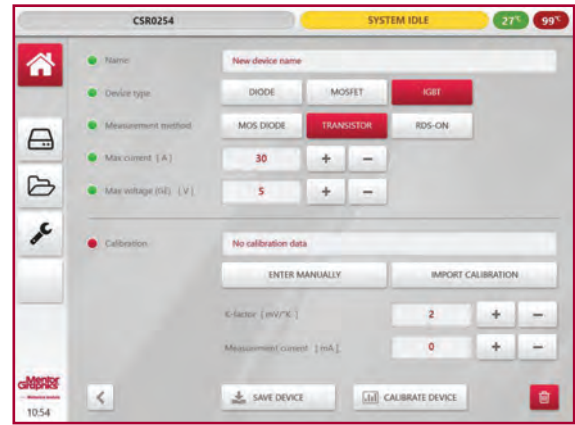 CSR0254 SYSTEM IDLE 27°C 99°C
Name New device name
Device type DIODE MOSFET IGBT
Measurement method MOS DIODE TRANSISTOR RDS-ON
Max current [A] 30 + −
Max voltage (GE) [V] 5 + −
Calibration No calibration data
ENTER MANUALLY IMPORT CALIBRATION
K-factor [mV/°K] 2 + −
Measurement current [mA] 0 + −
Mentor
Graphics
SAVE DEVICE CALIBRATE DEVICE
10:54